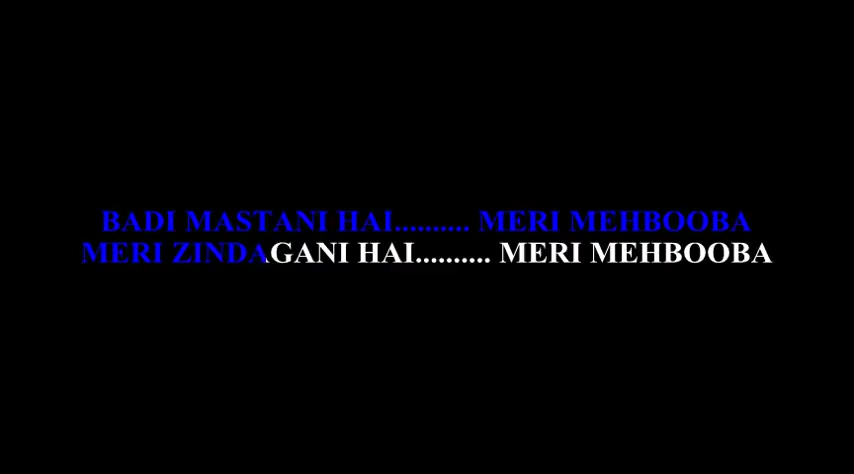 BADI MASTANI HAI.......... MERI MEHBOOBA
MERI ZINDAGANI HAI.......... MERI MEHBOOBA